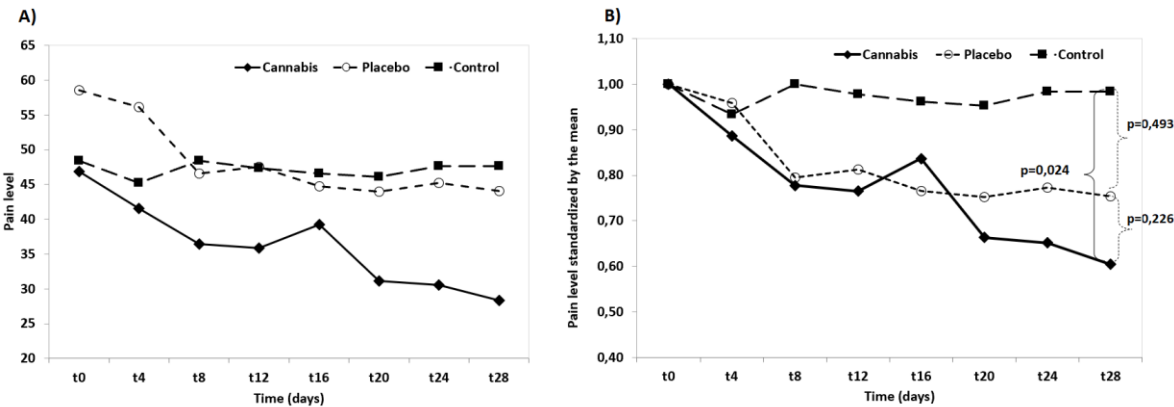 A)
65
60
55
50
45
40
35
30
25
20
Pain level
Cannabis Placebo Control
t0 t4 t8 t12 t16 t20 t24 t28
Time (days)
B)
1,10
1,00
0,90
0,80
0,70
0,60
0,50
0,40
Pain level standardized by the mean
Cannabis Placebo Control
p=0,493
p=0,024
p=0,226
t0 t4 t8 t12 t16 t20 t24 t28
Time (days)